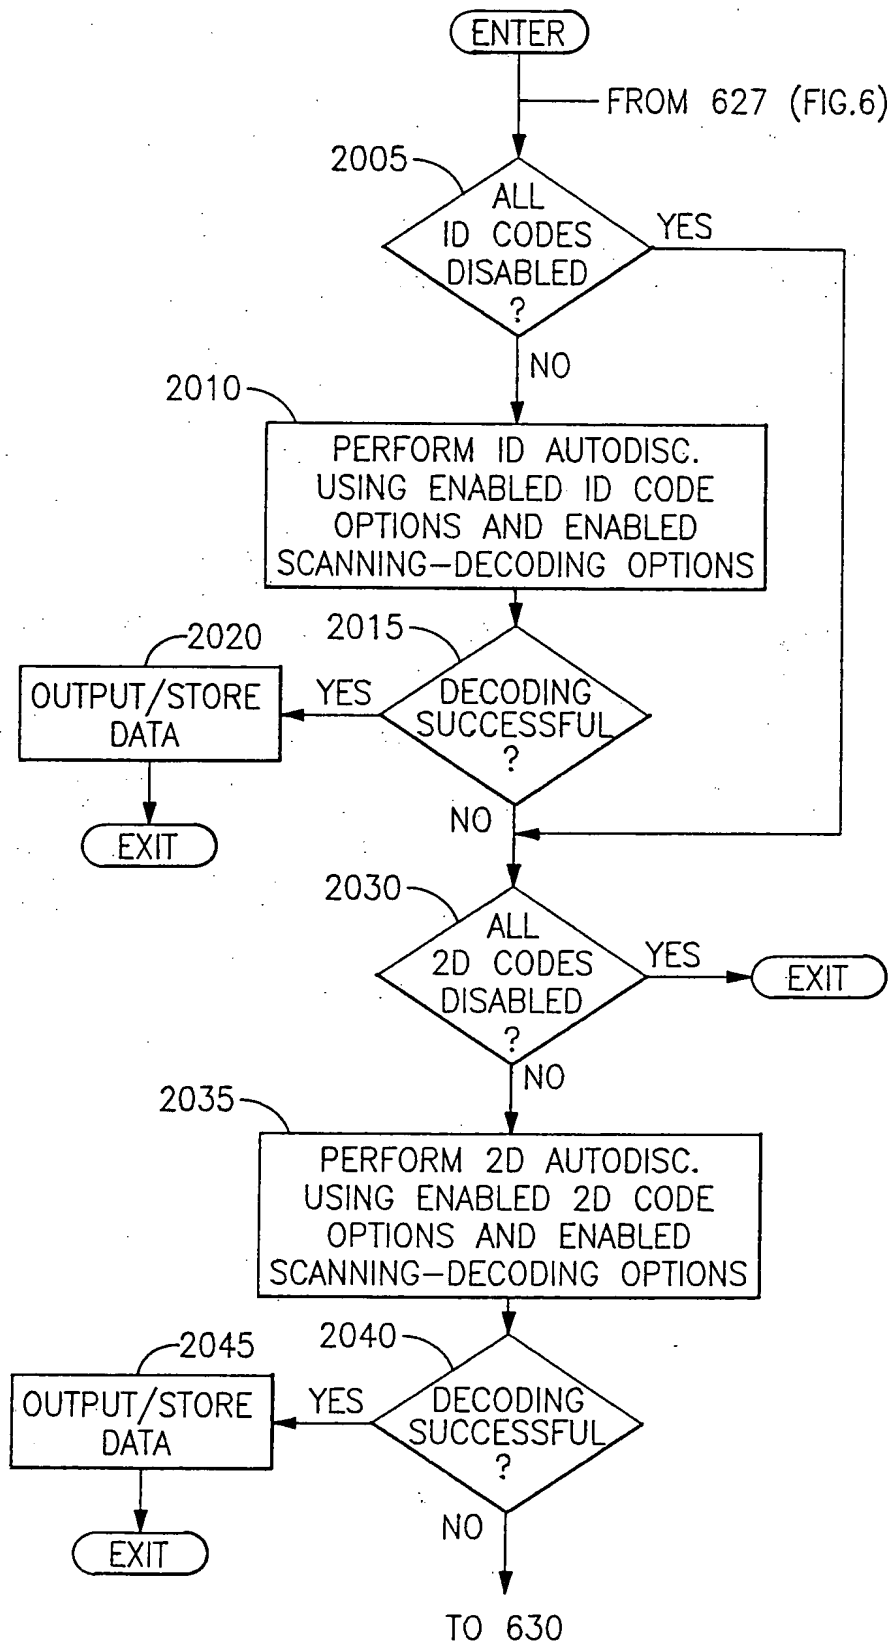 ENTER
FROM 627 (FIG.6)
2005
ALL
ID CODES
DISABLED
?
YES
NO
2010
PERFORM ID AUTODISC.
USING ENABLED ID CODE
OPTIONS AND ENABLED
SCANNING-DECODING OPTIONS
2015
DECODING
SUCCESSFUL
?
YES
2020
OUTPUT/STORE
DATA
EXIT
NO
2030
ALL
2D CODES
DISABLED
?
YES
EXIT
NO
2035
PERFORM 2D AUTODISC.
USING ENABLED 2D CODE
OPTIONS AND ENABLED
SCANNING-DECODING OPTIONS
2040
DECODING
SUCCESSFUL
?
YES
2045
OUTPUT/STORE
DATA
EXIT
NO
TO 630